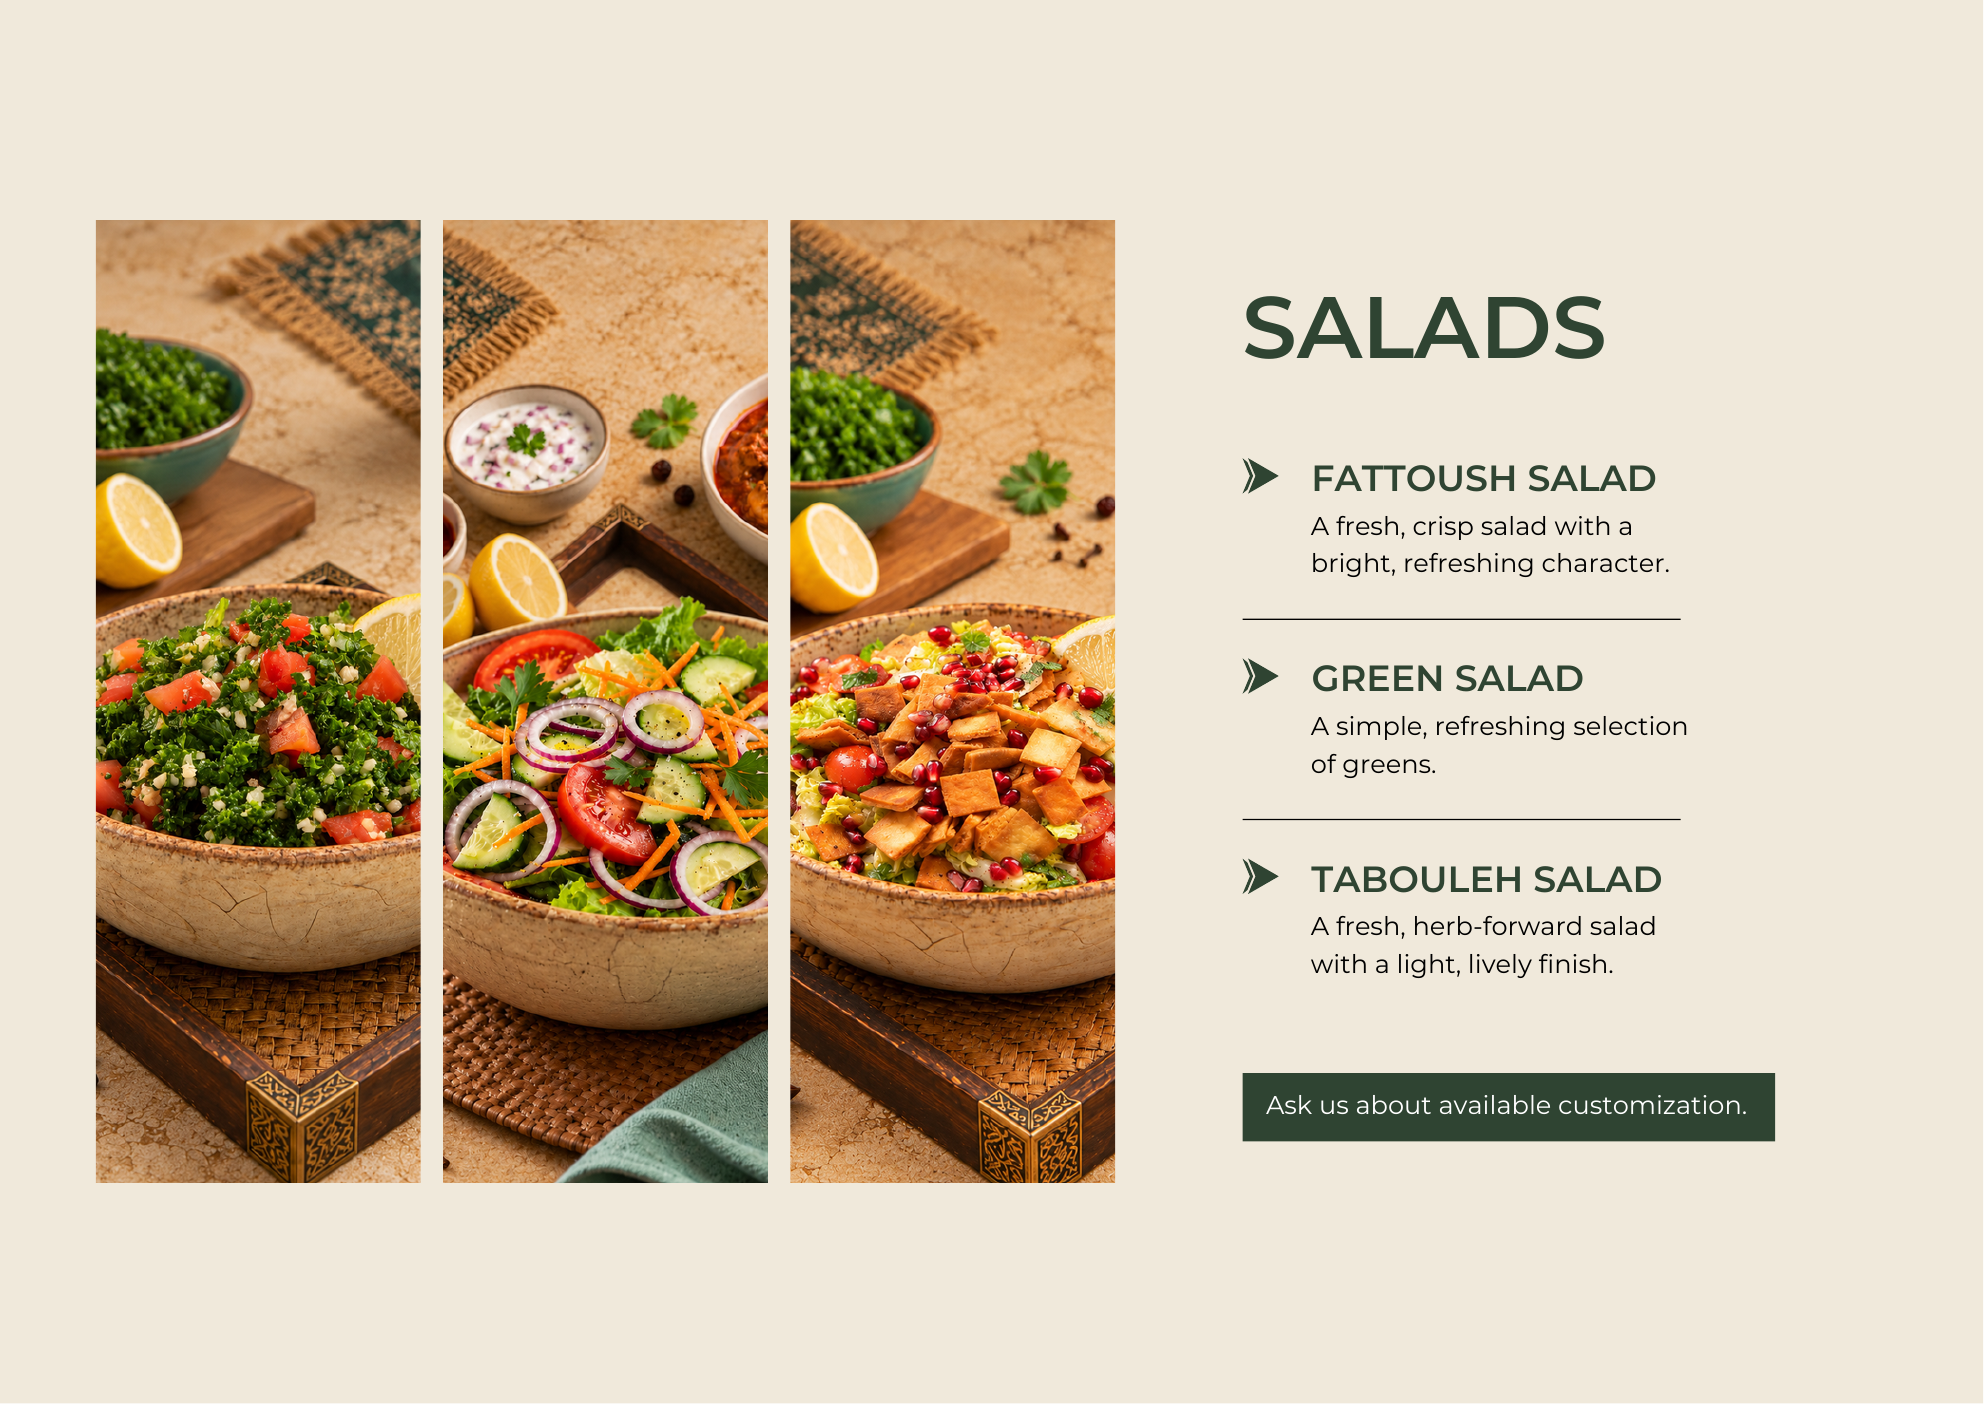 SALADS
FATTOUSH SALAD
A fresh, crisp salad with a
bright, refreshing character.
GREEN SALAD
A simple, refreshing selection
of greens.
TABOULEH SALAD
A fresh, herb-forward salad
with a light, lively finish.
Ask us about available customization.